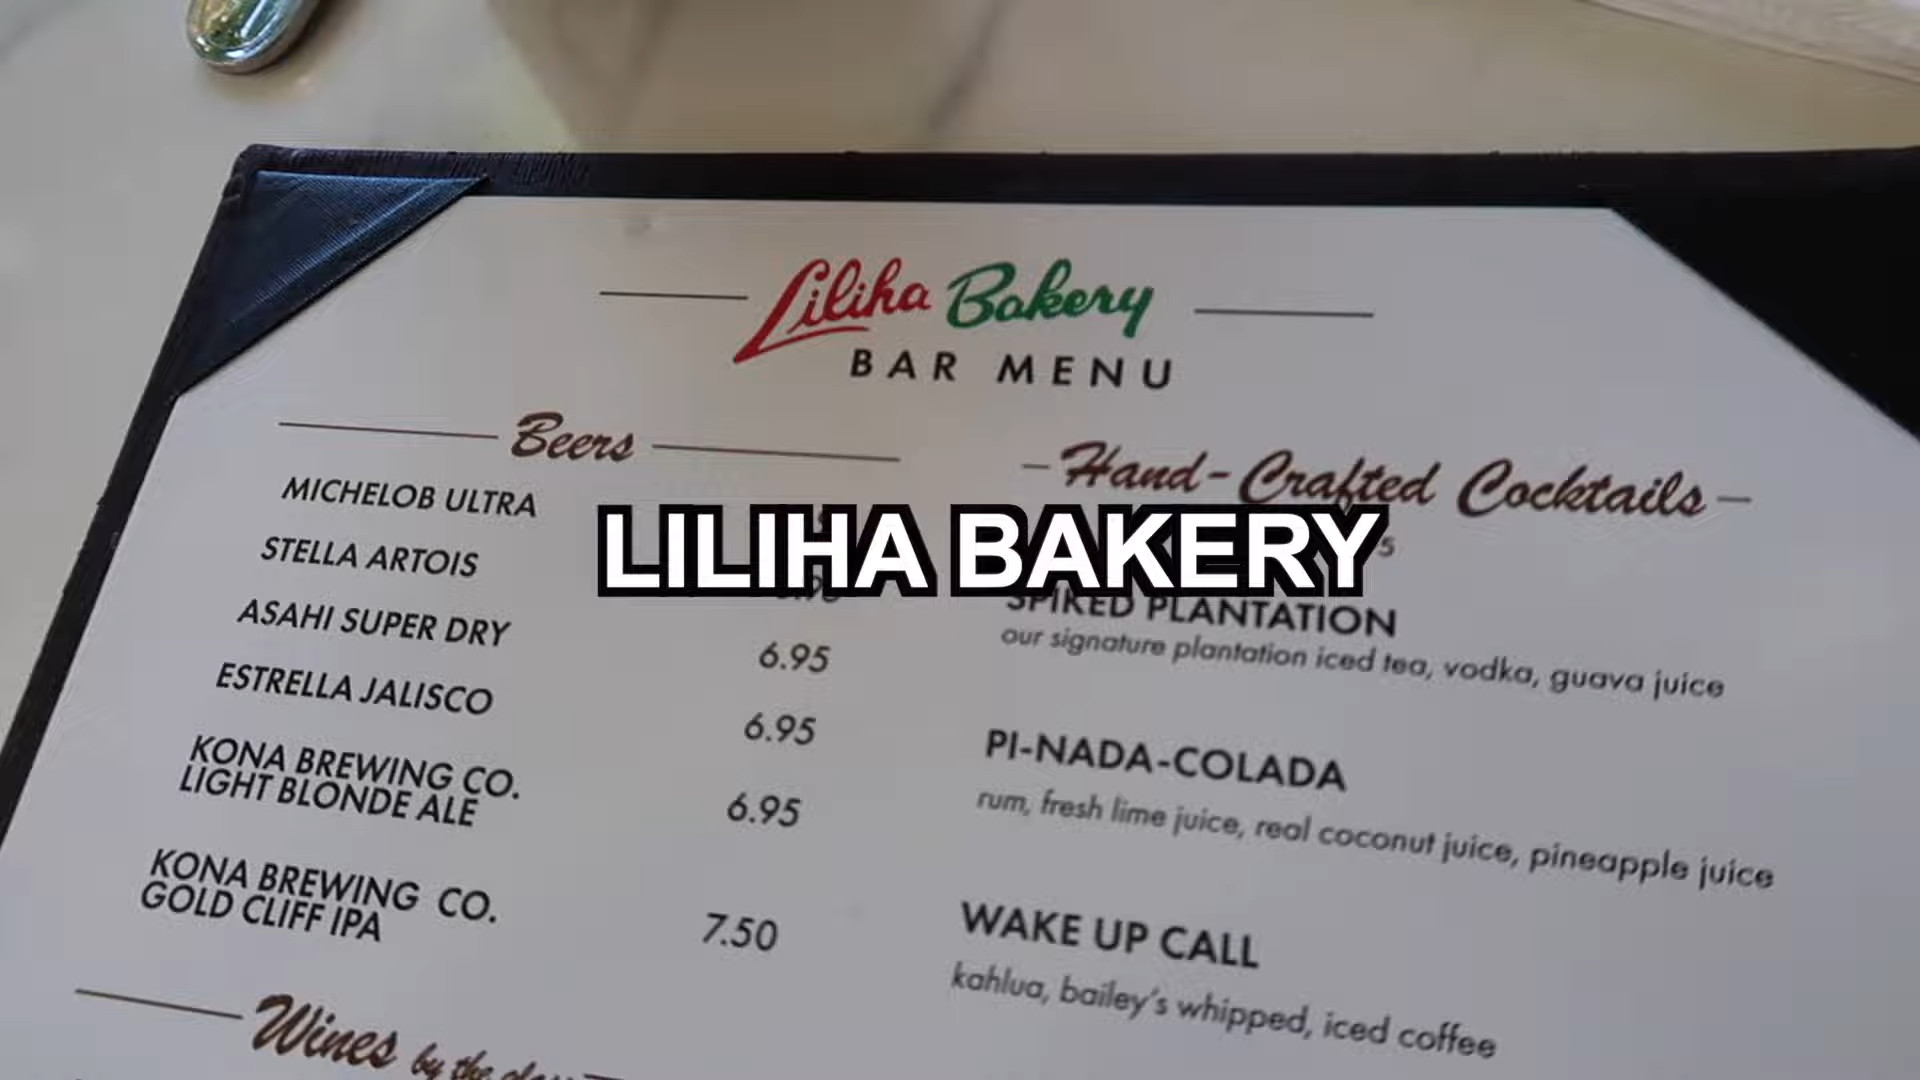 Liliha Bakery
BAR MENU
Beers
MICHELOB ULTRA
STELLA ARTOIS
ASAHI SUPER DRY
6.95
ESTRELLA JALISCO
6.95
KONA BREWING CO.
LIGHT BLONDE ALE
6.95
KONA BREWING CO.
GOLD CLIFF IPA
7.50
Wines by the
Hand-Crafted Cocktails
LILIHA BAKERY
SPIKED PLANTATION
our signature plantation iced tea, vodka, guava juice
PI-NADA-COLADA
rum, fresh lime juice, real coconut juice, pineapple juice
WAKE UP CALL
kahlua, bailey's whipped, iced coffee